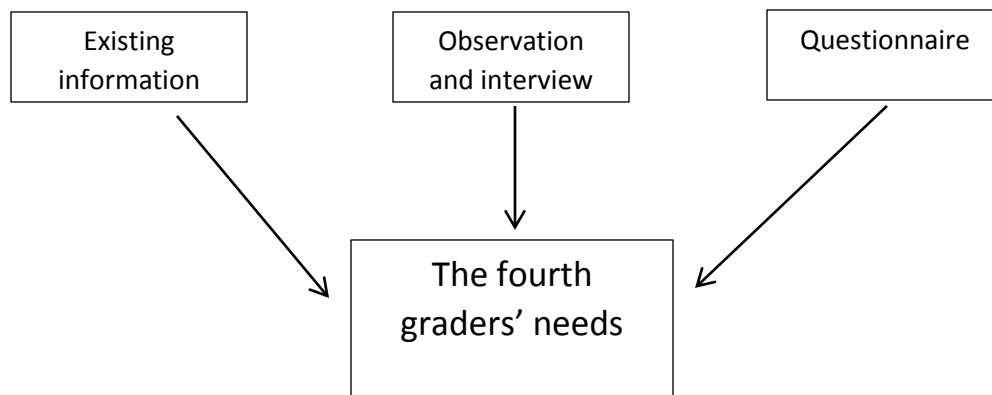 Existing
information
Observation
and interview
Questionnaire
The fourth
graders’ needs